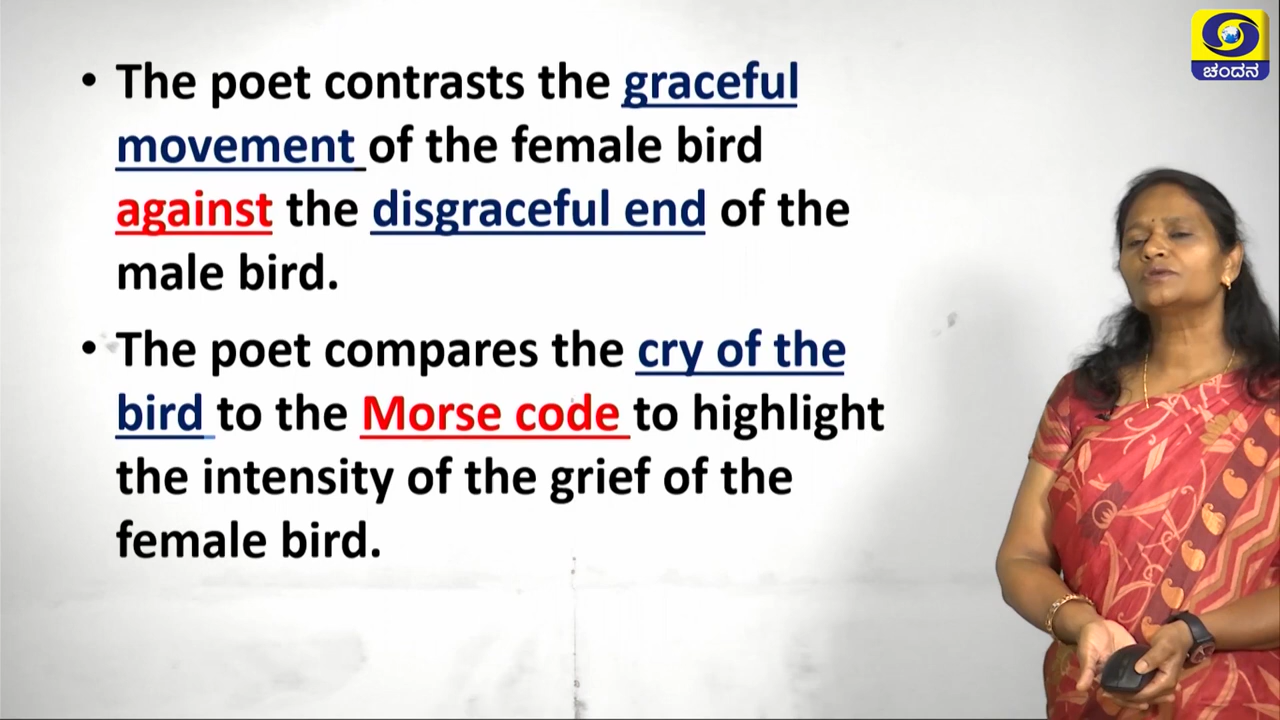 ಚಂದನ
• The poet contrasts the graceful
movement of the female bird
against the disgraceful end of the
male bird.
• The poet compares the cry of the
bird to the Morse code to highlight
the intensity of the grief of the
female bird.